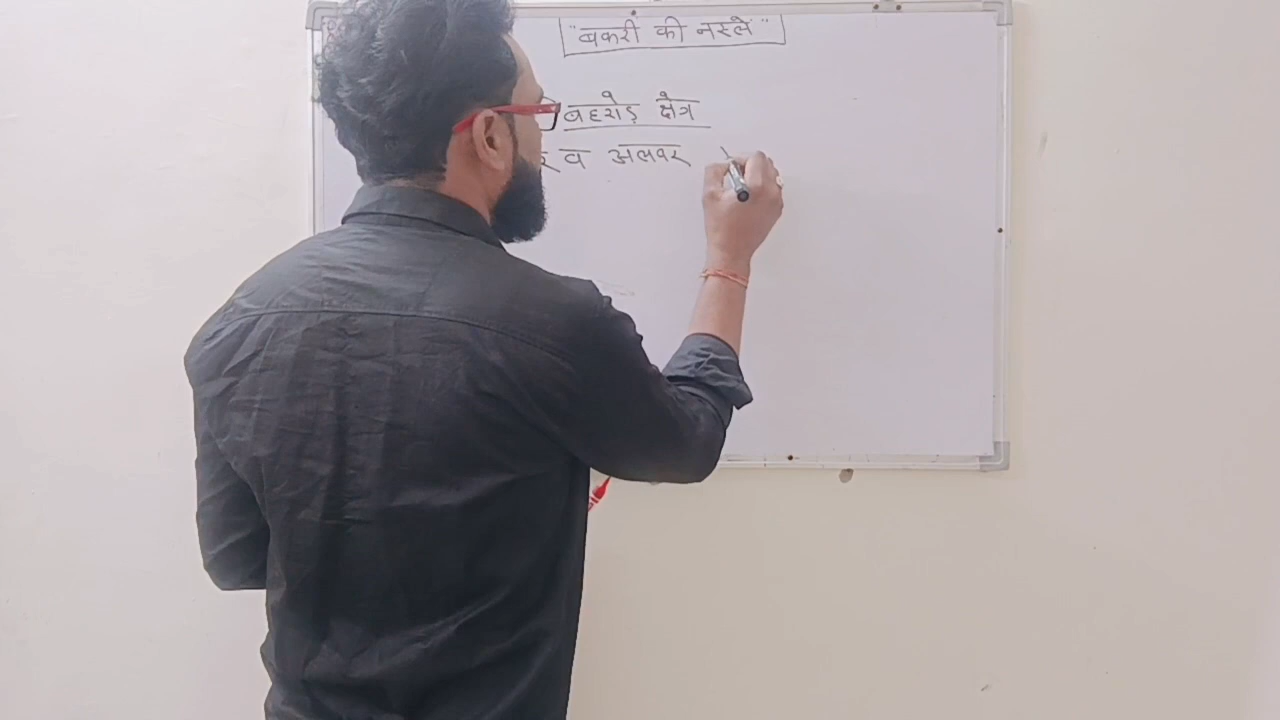 "बकरी की नस्ले"
बहरोड़ क्षेत्र
र व अलवर